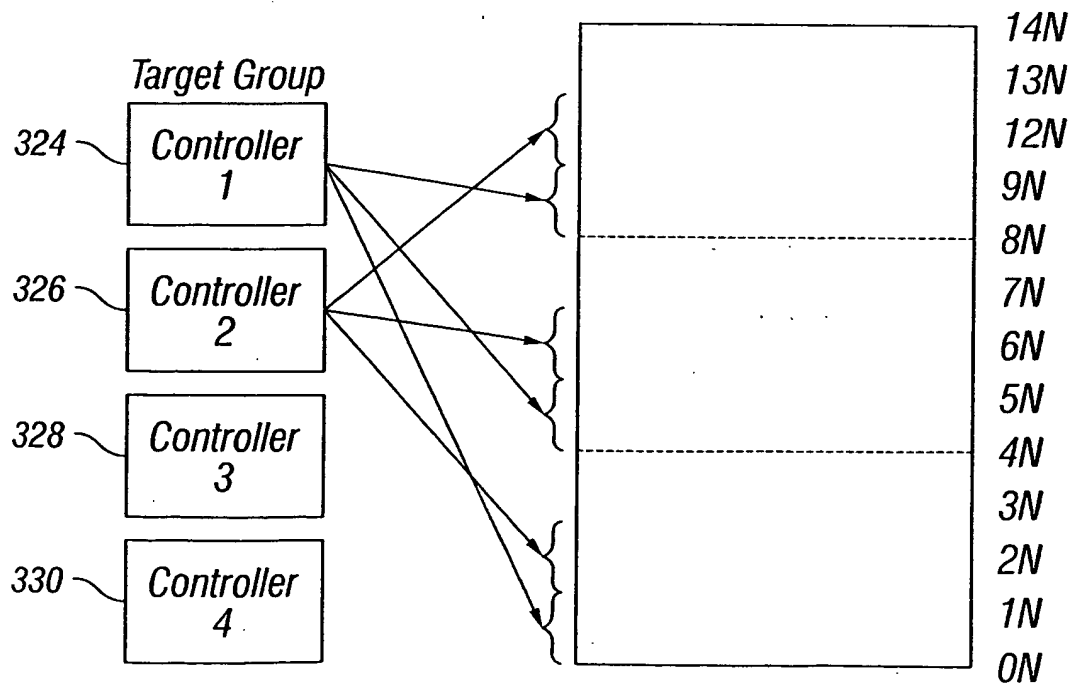 Target Group
324
Controller
1
326
Controller
2
328
Controller
3
330
Controller
4
14N
13N
12N
9N
8N
7N
6N
5N
4N
3N
2N
1N
0N